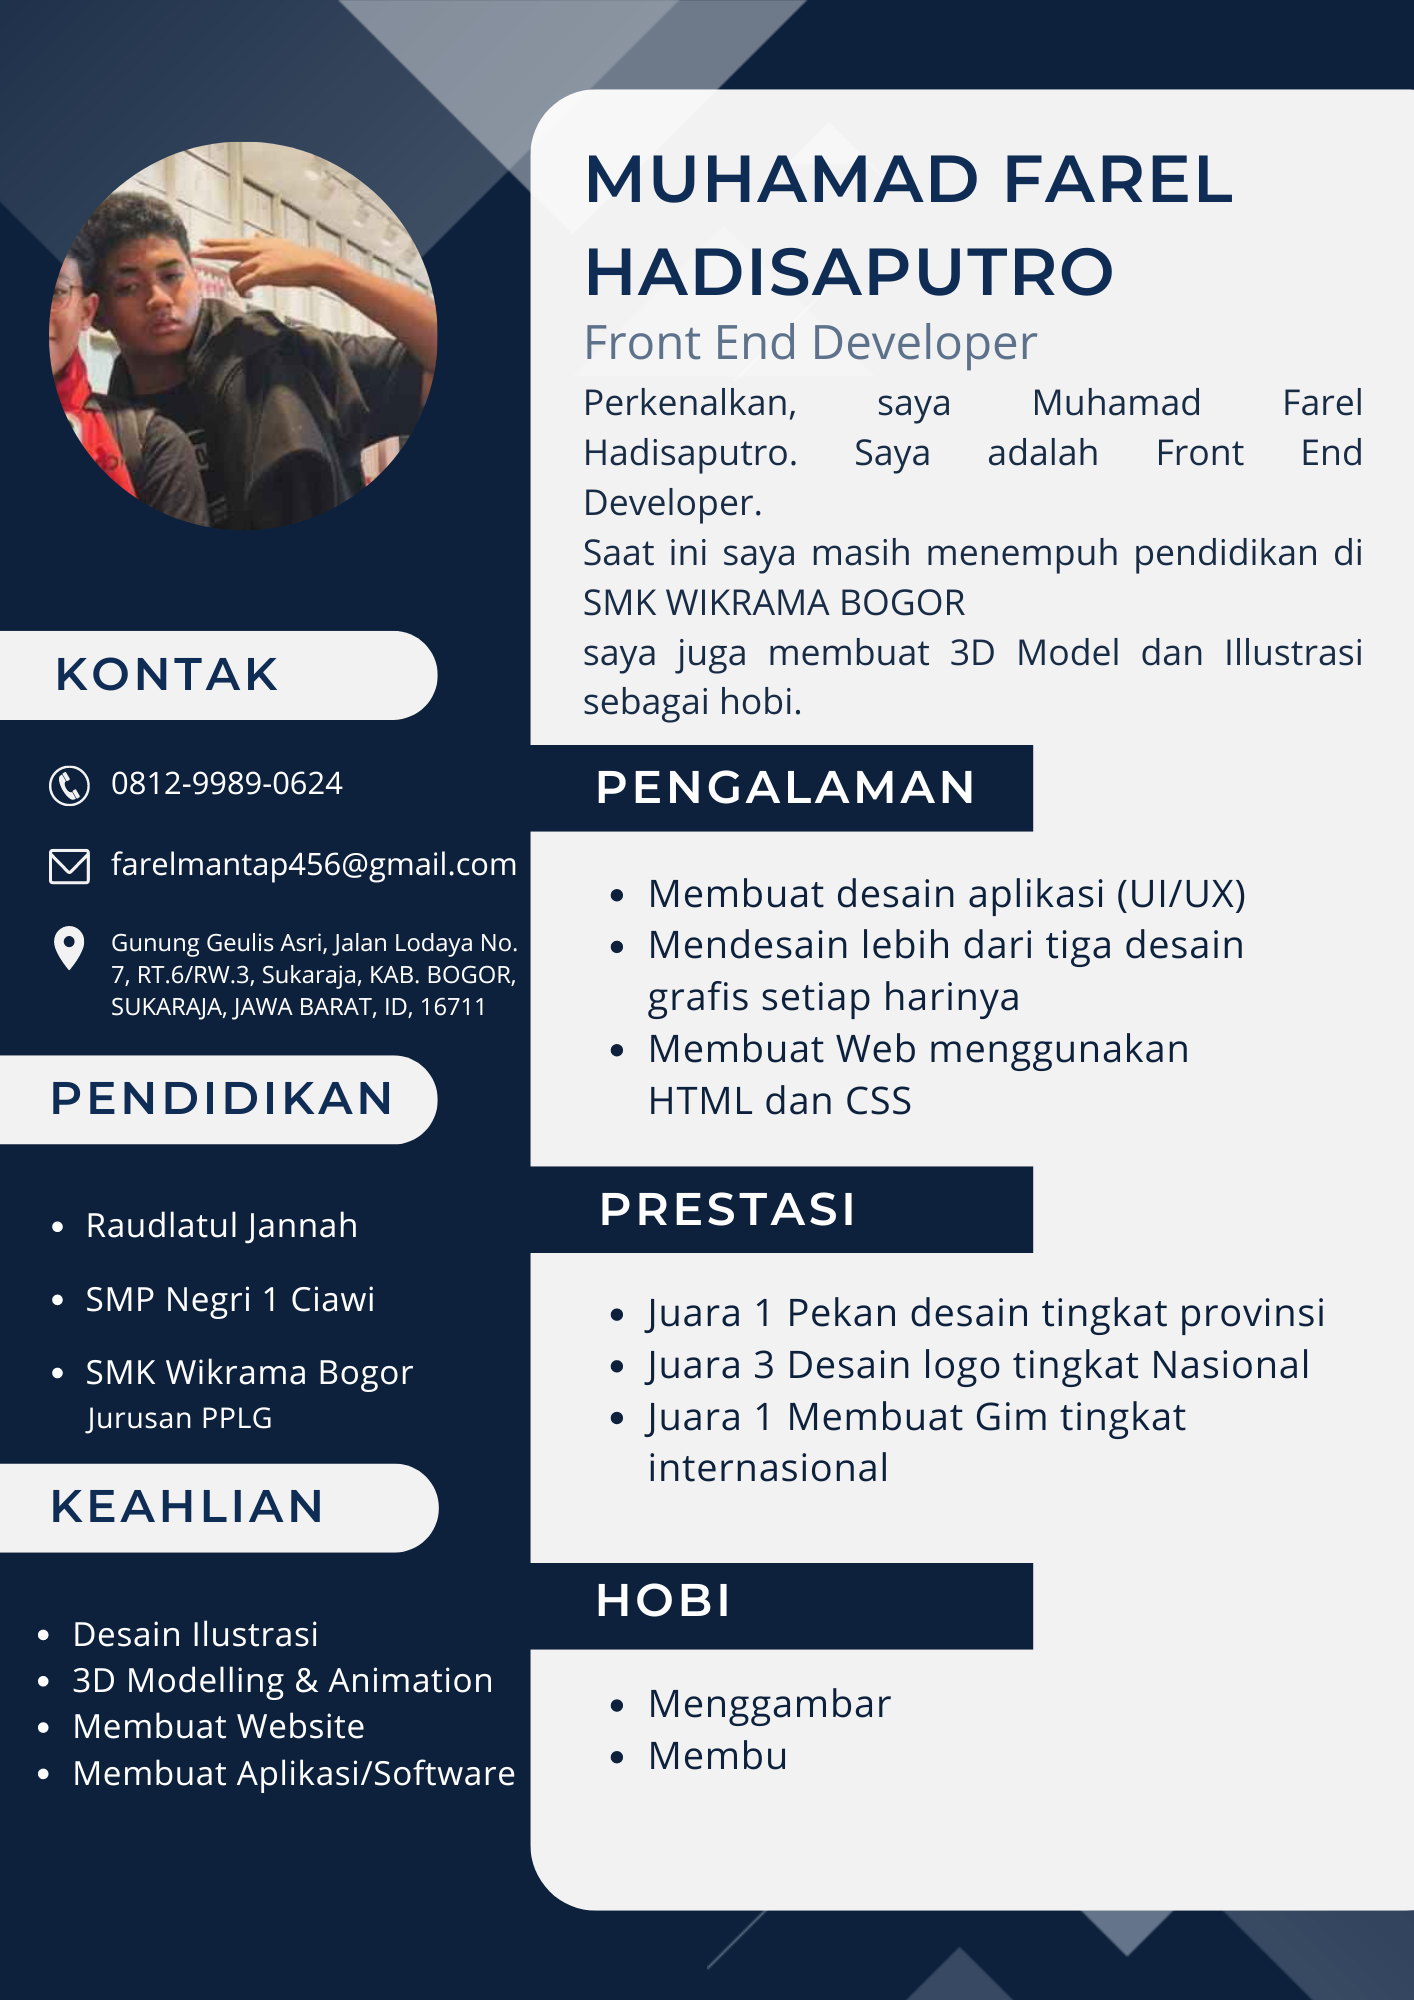 MUHAMAD FAREL
HADISAPUTRO
Front End Developer
Perkenalkan, saya Muhamad Farel
Hadisaputro. Saya adalah Front End
Developer.
Saat ini saya masih menempuh pendidikan di
SMK WIKRAMA BOGOR
saya juga membuat 3D Model dan Illustrasi
sebagai hobi.
KONTAK
0812-9989-0624
farelmantap456@gmail.com
Gunung Geulis Asri, Jalan Lodaya No.
7, RT.6/RW.3, Sukaraja, KAB. BOGOR,
SUKARAJA, JAWA BARAT, ID, 16711
PENDIDIKAN
• Raudlatul Jannah
• SMP Negri 1 Ciawi
• SMK Wikrama Bogor
Jurusan PPLG
KEAHLIAN
• Desain Ilustrasi
• 3D Modelling & Animation
• Membuat Website
• Membuat Aplikasi/Software
PENGALAMAN
• Membuat desain aplikasi (UI/UX)
• Mendesain lebih dari tiga desain
grafis setiap harinya
• Membuat Web menggunakan
HTML dan CSS
PRESTASI
• Juara 1 Pekan desain tingkat provinsi
• Juara 3 Desain logo tingkat Nasional
• Juara 1 Membuat Gim tingkat
internasional
HOBI
• Menggambar
• Membu